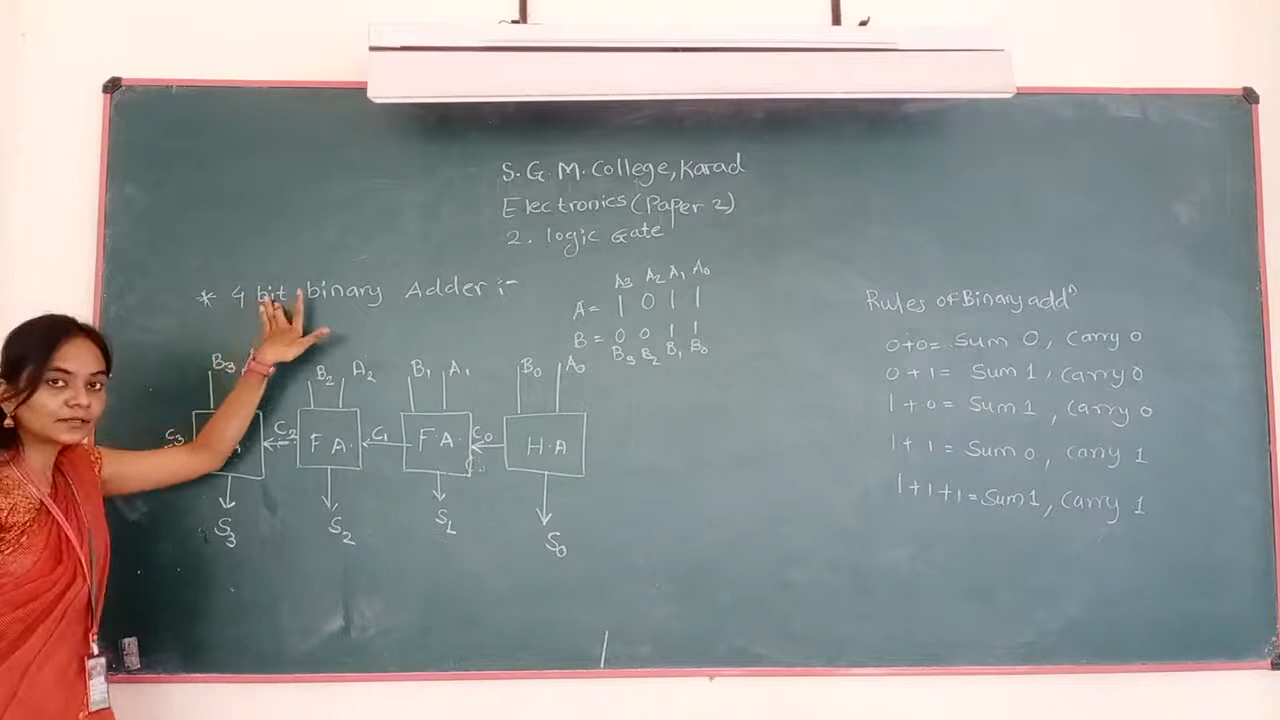 S. G. M. College, Karad
Electronics (Paper 2)
2. logic Gate
* 4 bit binary Adder :-
A3 A2 A1 A0
A = 1 0 1 1
B = 0 0 1 1
B3 B2 B1 B0
B3 B2 A2 B1 A1 B0 A0
C3 C2 F A. C1 F A. C0 H.A
S3 S2 S1 S0
Rules of Binary addⁿ
0+0= Sum 0, Carry 0
0+1= Sum 1, Carry 0
1+0= Sum 1, Carry 0
1+1= Sum 0, Carry 1
1+1+1= Sum 1, Carry 1